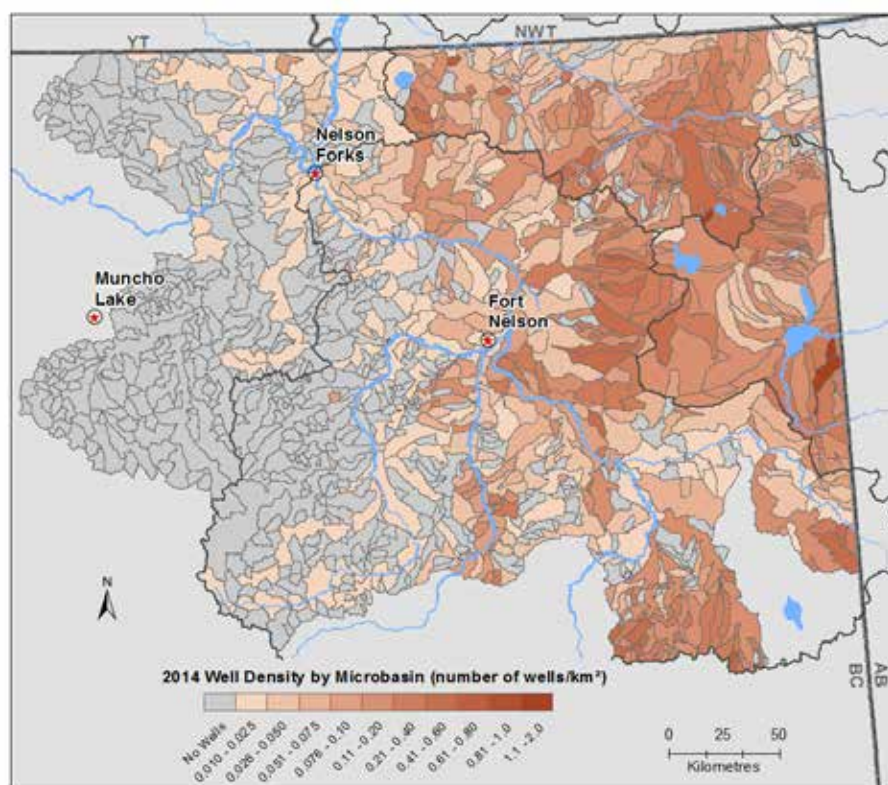 YT
NWT
Nelson
Forks
Muncho
Lake
Fort
Nelson
N
BC
AB
2014 Well Density by Microbasin (number of wells/km²)
No Wells
0.010 - 0.025
0.026 - 0.050
0.051 - 0.075
0.076 - 0.10
0.11 - 0.20
0.21 - 0.40
0.41 - 0.60
0.61 - 0.80
0.81 - 1.0
1.1 - 2.0
0 25 50
Kilometres